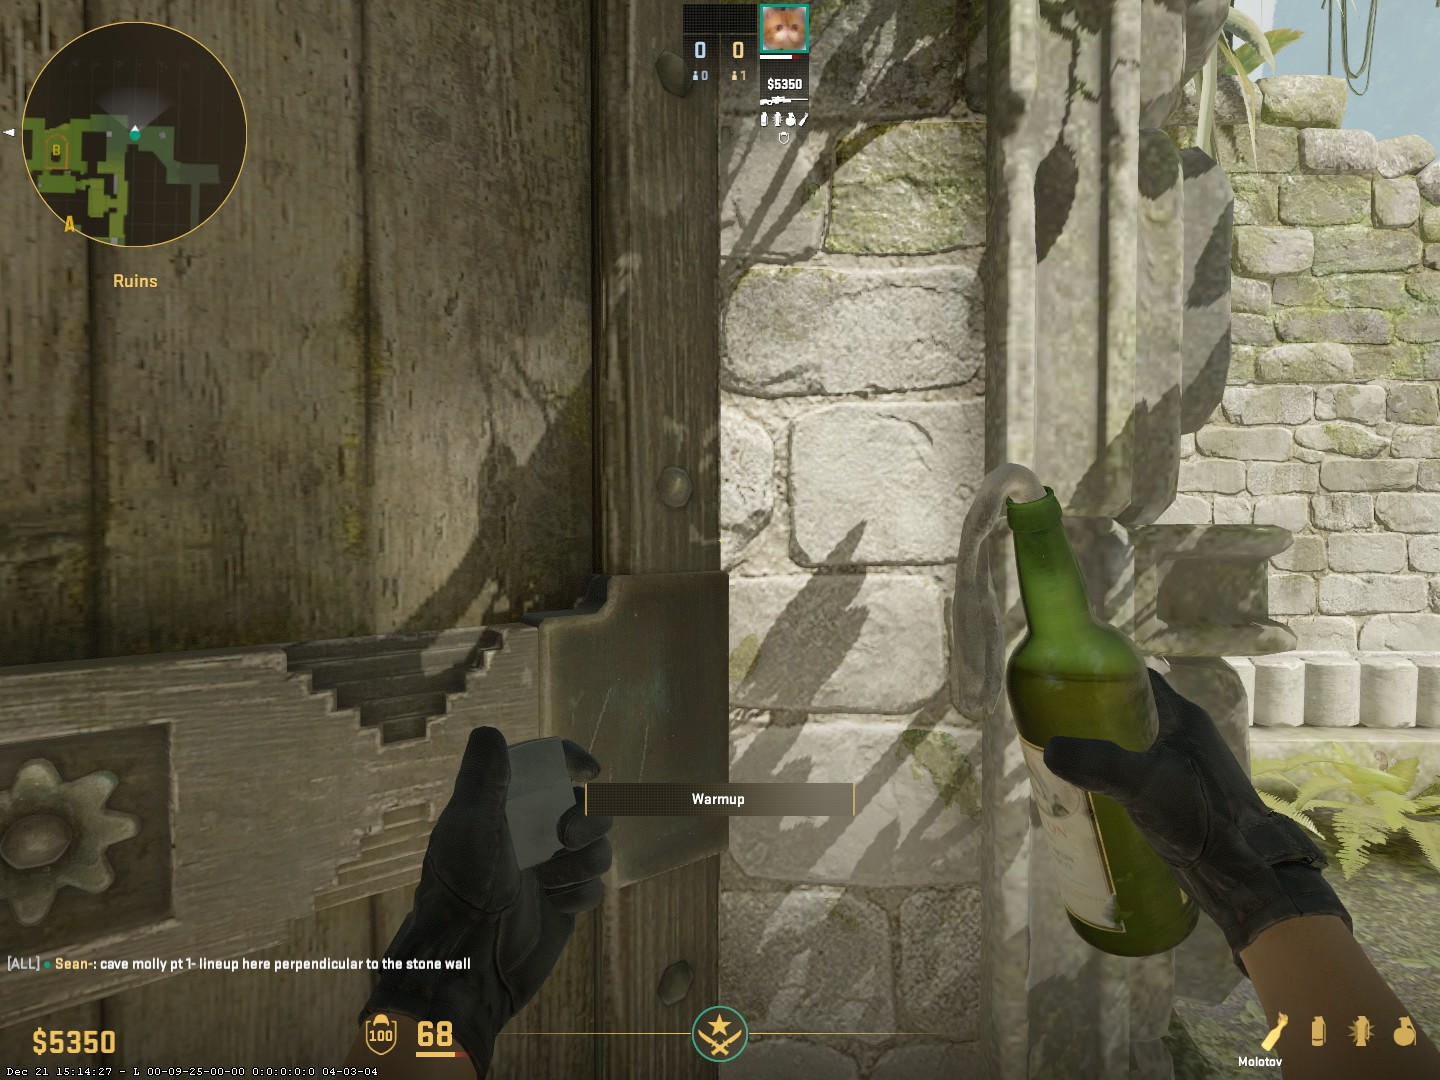 0 0
0 1
$5350
B
A
Ruins
Warmup
[ALL] • Sean-: cave molly pt 1- lineup here perpendicular to the stone wall
$5350
100
68
Molotov
Dec 21 15:14:27 - L 00-09-25-00-00 0:0:0:0:0 04-03-04